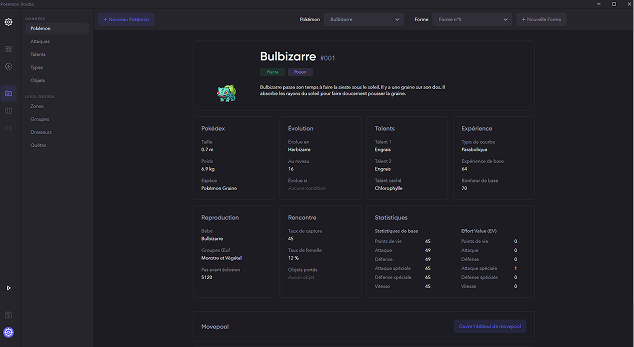 Pokémon Studio
DONNÉES
Pokémon
Attaques
Talents
Types
Objets
Zones
Groupes
Dresseurs
Quêtes
+ Nouveau Pokémon
Pokémon
Bulbizarre
Forme
Forme n°0
+ Nouvelle Forme
Bulbizarre #001
Plante
Poison
Bulbizarre passe son temps à faire la sieste sous le soleil. Il y a une graine sur son dos. Il
absorbe les rayons du soleil pour faire doucement pousser la graine.
Pokédex
Taille
0.7 m
Poids
6.9 kg
Espèce
Pokémon Graine
Evolution
Évolue en
Herbizarre
Au niveau
16
Évolue si
Aucune condition
Talents
Talent 1
Engrais
Talent 2
Engrais
Talent caché
Chlorophylle
Expérience
Type de courbe
Parabolique
Expérience de base
64
Bonheur de base
70
Reproduction
Bébé
Bulbizarre
Groupes Œuf
Monstre et Végétal
Pas avant éclosion
5120
Rencontre
Taux de capture
45
Taux de femelle
12 %
Objets portés
Aucun objet
Statistiques
Statistiques de base
Points de vie 45
Attaque 49
Défense 49
Attaque spéciale 45
Défense spéciale 45
Vitesse 45
Effort Value (EV)
Points de vie 0
Attaque 0
Défense 0
Attaque spéciale 1
Défense spéciale 0
Vitesse 0
Movepool
Ouvrir l'éditeur de movepool